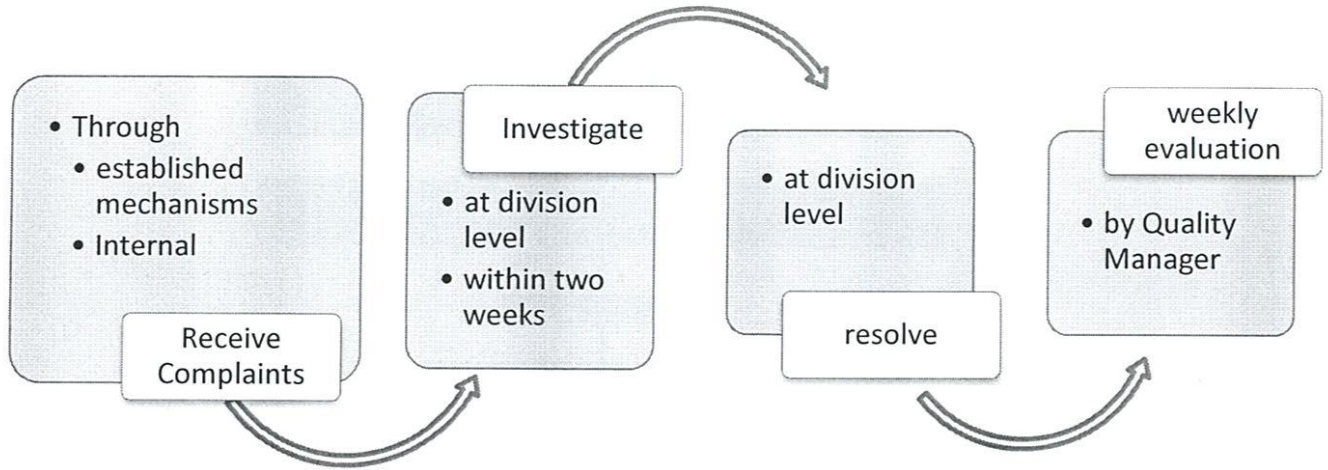 • Through
• established
mechanisms
• Internal
Receive
Complaints
Investigate
• at division
level
• within two
weeks
• at division
level
resolve
weekly
evaluation
• by Quality
Manager